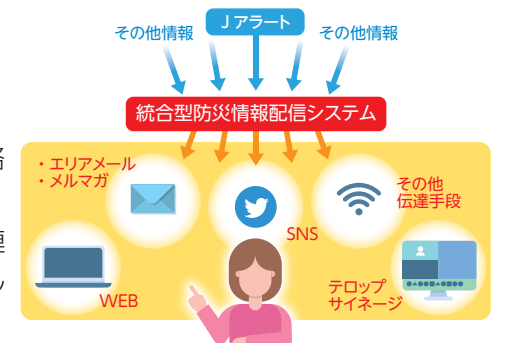 Jアラート
その他情報
その他情報
統合型防災情報配信システム
・エリアメール
・メルマガ
SNS
その他
伝達手段
WEB
テロップ
サイネージ